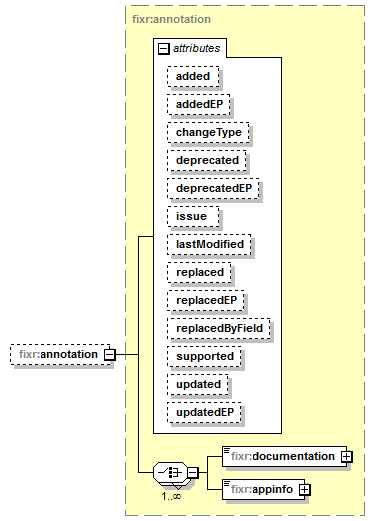 fixr:annotation
attributes
added
addedEP
changeType
deprecated
deprecatedEP
issue
lastModified
replaced
replacedEP
replacedByField
supported
updated
updatedEP
fixr:annotation
fixr:documentation
fixr:appinfo
1..∞